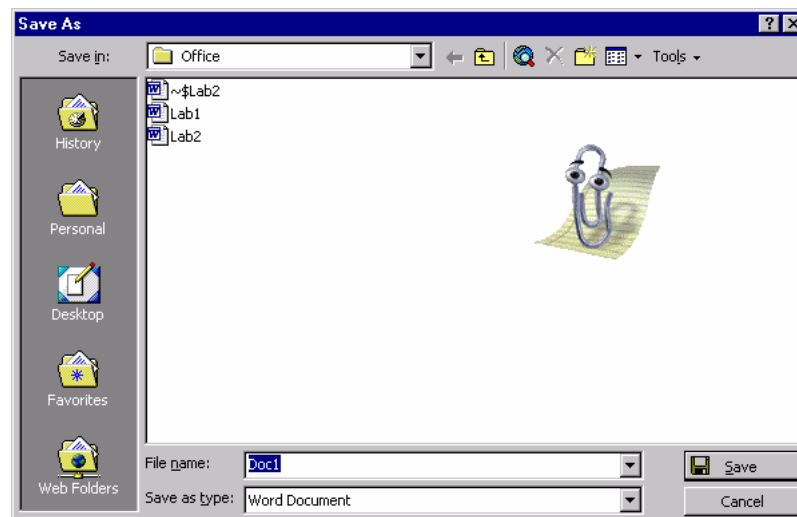 Save As
Save in: Office Tools
~$Lab2
Lab1
Lab2
History
Personal
Desktop
Favorites
Web Folders
File name: Doc1 Save
Save as type: Word Document Cancel